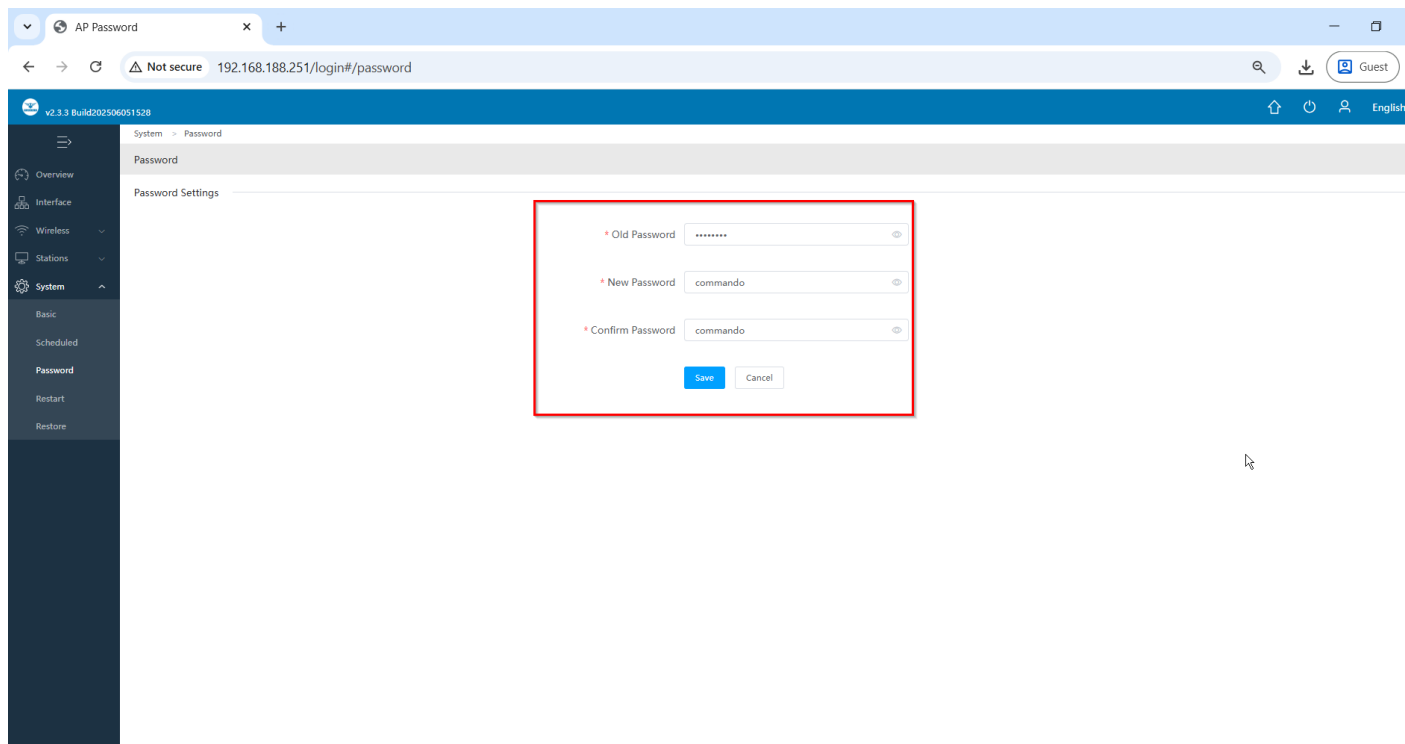 AP Password
Not secure 192.168.188.251/login#/password
Guest
v2.3.3 Build202506051528
English
System > Password
Password
Overview
Password Settings
Interface
Wireless
* Old Password ••••••••
Stations
System
* New Password commando
Basic
* Confirm Password commando
Scheduled
Password
Save Cancel
Restart
Restore